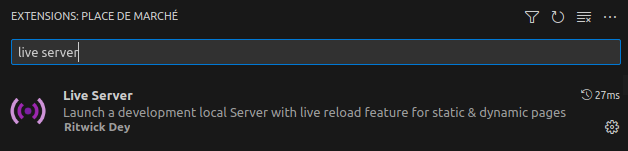 EXTENSIONS: PLACE DE MARCHÉ
live server
Live Server
27ms
Launch a development local Server with live reload feature for static & dynamic pages
Ritwick Dey